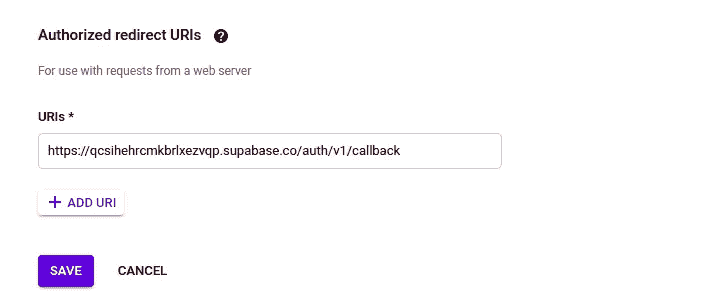 Authorized redirect URIs ?
For use with requests from a web server
URIs *
https://qcsihehrcmkbrlxezvqp.supabase.co/auth/v1/callback
+ ADD URI
SAVE CANCEL